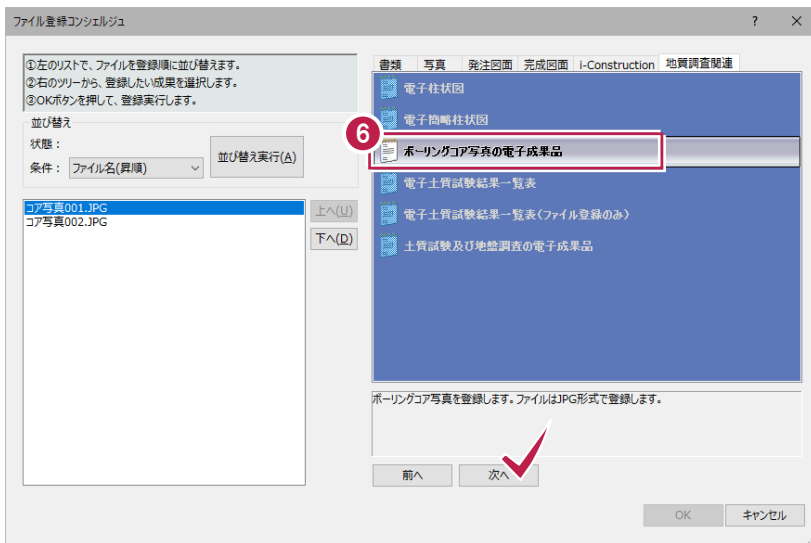 ファイル登録コンシェルジュ
?
①左のリストで、ファイルを登録順に並び替えます。
②右のツリーから、登録したい成果を選択します。
③OKボタンを押して、登録実行します。
並び替え
状態：
条件：
ファイル名(昇順)
並び替え実行(A)
コア写真001.JPG
コア写真002.JPG
上へ(U)
下へ(D)
書類
写真
発注図面
完成図面
i-Construction
地質調査関連
電子柱状図
電子簡略柱状図
6
ボーリングコア写真の電子成果品
電子土質試験結果一覧表
電子土質試験結果一覧表(ファイル登録のみ)
土質試験及び地盤調査の電子成果品
ボーリングコア写真を登録します。ファイルはJPG形式で登録します。
前へ
次へ
OK
キャンセル